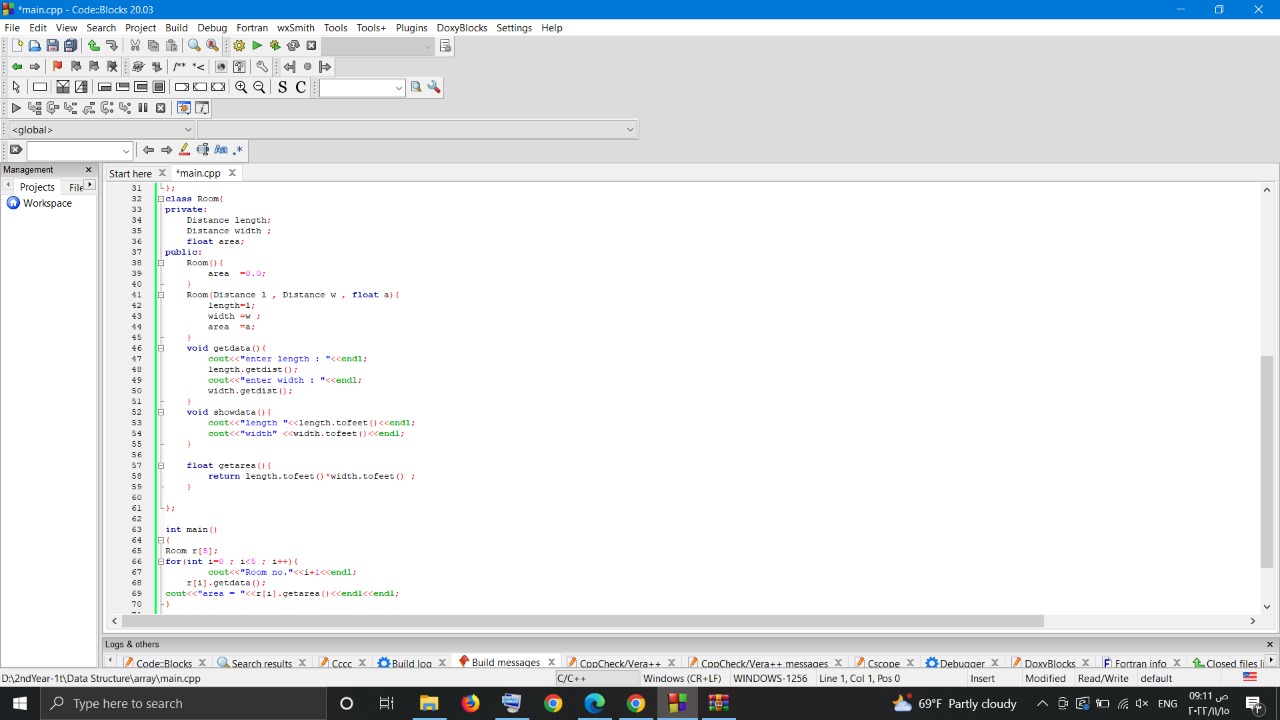 *main.cpp - Code::Blocks 20.03
File Edit View Search Project Build Debug Fortran wxSmith Tools Tools+ Plugins DoxyBlocks Settings Help
/** *<
S C
<global>
Aa .*
Management
Start here *main.cpp
Projects File
Workspace
31 };
32 class Room{
33 private:
34 Distance length;
35 Distance width ;
36 float area;
37 public:
38 Room(){
39 area =0.0;
40 }
41 Room(Distance l , Distance w , float a){
42 length=l;
43 width =w ;
44 area =a;
45 }
46 void getdata(){
47 cout<<"enter length : "<<endl;
48 length.getdist();
49 cout<<"enter width : "<<endl;
50 width.getdist();
51 }
52 void showdata(){
53 cout<<"length "<<length.tofeet()<<endl;
54 cout<<"width" <<width.tofeet()<<endl;
55 }
56
57 float getarea(){
58 return length.tofeet()*width.tofeet() ;
59 }
60
61 };
62
63 int main()
64 {
65 Room r[5];
66 for(int i=0 ; i<5 ; i++){
67 cout<<"Room no."<<i+1<<endl;
68 r[i].getdata();
69 cout<<"area = "<<r[i].getarea()<<endl<<endl;
70 }
Logs & others
Code::Blocks Search results Cccc Build log Build messages CppCheck/Vera++ CppCheck/Vera++ messages Cscope Debugger DoxyBlocks Fortran info Closed files l
D:\2ndYear-1t\Data Structure\array\main.cpp C/C++ Windows (CR+LF) WINDOWS-1256 Line 1, Col 1, Pos 0 Insert Modified Read/Write default
Type here to search 69°F Partly cloudy ENG 09:11 ص
٢٠٢٢/١١/١٥